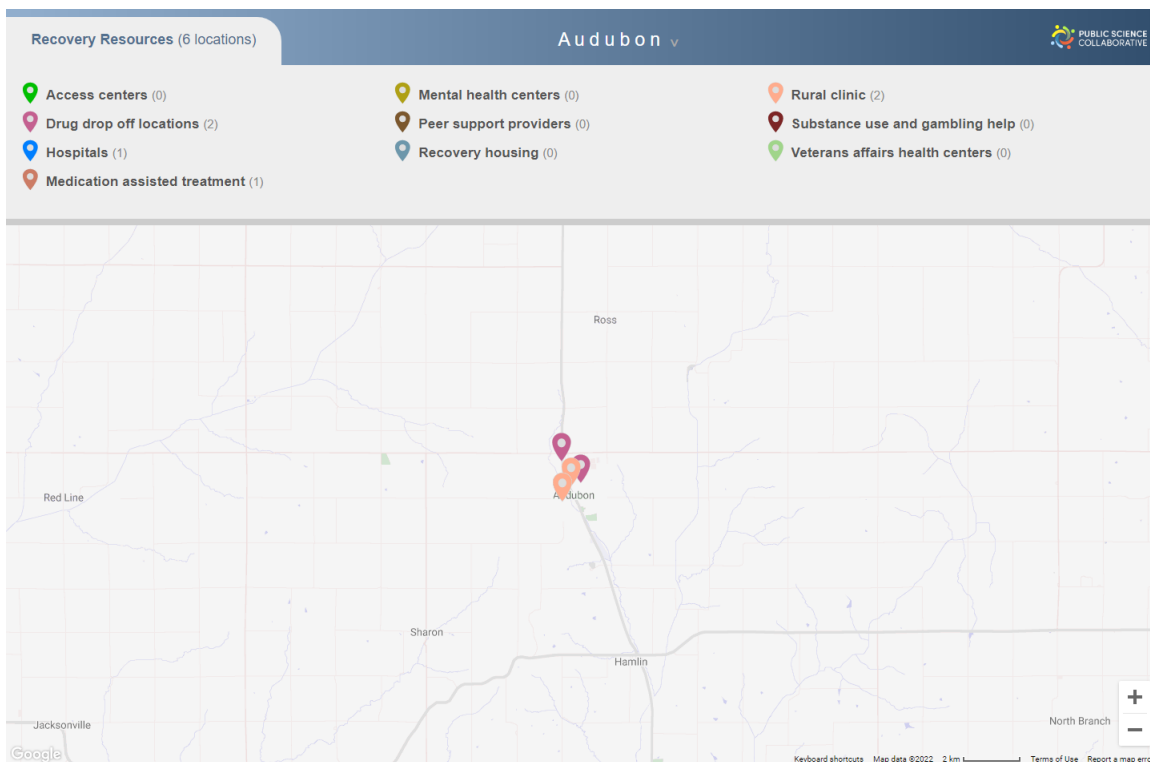 Recovery Resources (6 locations)
Audubon v
PUBLIC SCIENCE
COLLABORATIVE
Access centers (0)
Mental health centers (0)
Rural clinic (2)
Drug drop off locations (2)
Peer support providers (0)
Substance use and gambling help (0)
Hospitals (1)
Recovery housing (0)
Veterans affairs health centers (0)
Medication assisted treatment (1)
Ross
Red Line
Audubon
Sharon
Hamlin
Jacksonville
North Branch
+
−
Google
Keyboard shortcuts Map data ©2022 2 km Terms of Use Report a map erro